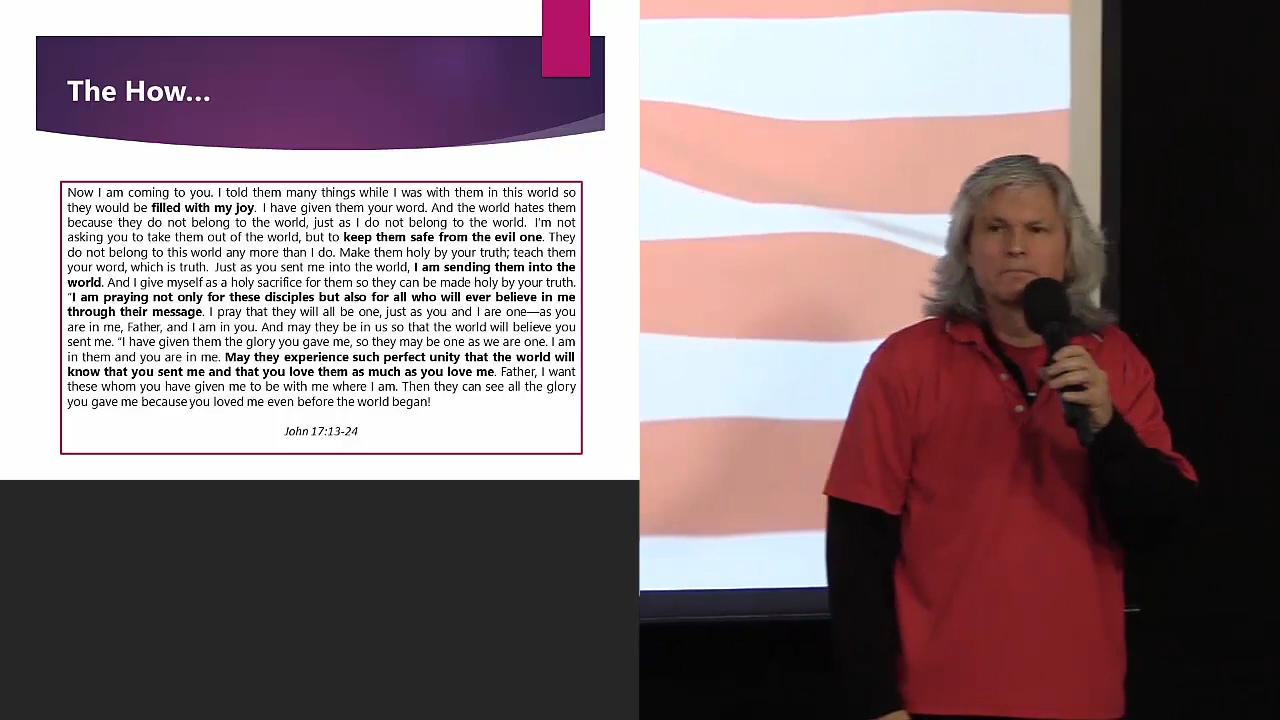 The How...
Now I am coming to you. I told them many things while I was with them in this world so
they would be filled with my joy. I have given them your word. And the world hates them
because they do not belong to the world, just as I do not belong to the world. I'm not
asking you to take them out of the world, but to keep them safe from the evil one. They
do not belong to this world any more than I do. Make them holy by your truth; teach them
your word, which is truth. Just as you sent me into the world, I am sending them into the
world. And I give myself as a holy sacrifice for them so they can be made holy by your truth.
"I am praying not only for these disciples but also for all who will ever believe in me
through their message. I pray that they will all be one, just as you and I are one—as you
are in me, Father, and I am in you. And may they be in us so that the world will believe you
sent me. "I have given them the glory you gave me, so they may be one as we are one. I am
in them and you are in me. May they experience such perfect unity that the world will
know that you sent me and that you love them as much as you love me. Father, I want
these whom you have given me to be with me where I am. Then they can see all the glory
you gave me because you loved me even before the world began!
John 17:13-24